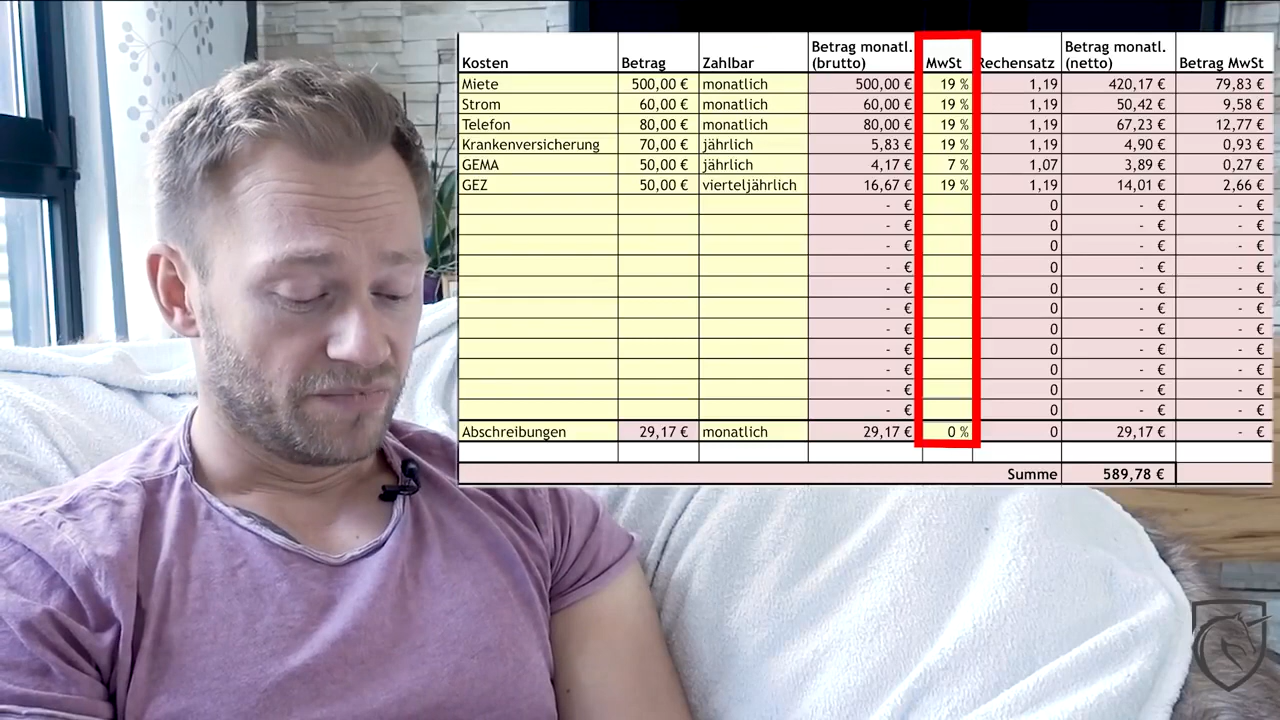 Kosten Betrag Zahlbar Betrag monatl. (brutto) MwSt Rechensatz Betrag monatl. (netto) Betrag MwSt
Miete 500,00 € monatlich 500,00 € 19 % 1,19 420,17 € 79,83 €
Strom 60,00 € monatlich 60,00 € 19 % 1,19 50,42 € 9,58 €
Telefon 80,00 € monatlich 80,00 € 19 % 1,19 67,23 € 12,77 €
Krankenversicherung 70,00 € jährlich 5,83 € 19 % 1,19 4,90 € 0,93 €
GEMA 50,00 € jährlich 4,17 € 7 % 1,07 3,89 € 0,27 €
GEZ 50,00 € vierteljährlich 16,67 € 19 % 1,19 14,01 € 2,66 €
- € 0 - € - €
- € 0 - € - €
- € 0 - € - €
- € 0 - € - €
- € 0 - € - €
- € 0 - € - €
- € 0 - € - €
- € 0 - € - €
- € 0 - € - €
- € 0 - € - €
- € 0 - € - €
Abschreibungen 29,17 € monatlich 29,17 € 0 % 0 29,17 € - €
Summe 589,78 €